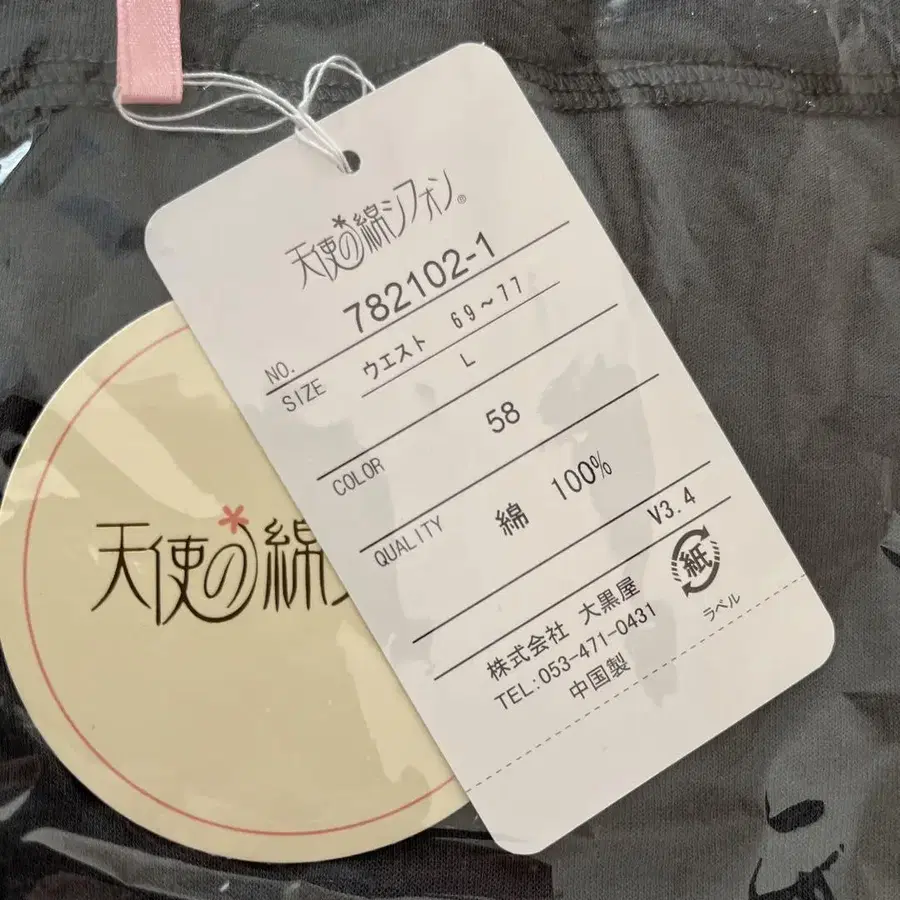 天使の綿シフォン®
NO. 782102-1
SIZE ウエスト 69～77
L
COLOR 58
QUALITY 綿 100%
V3.4
紙
ラベル
株式会社 大黒屋
TEL:053-471-0431
中国製
天使の綿